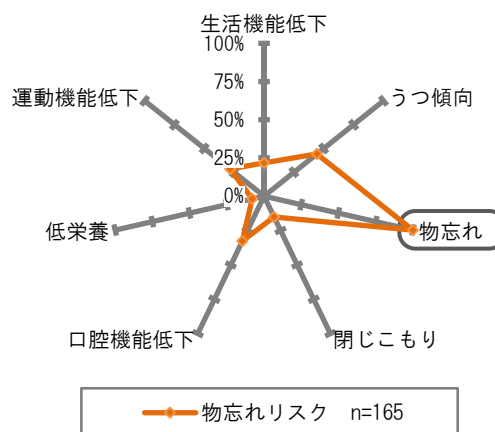 生活機能低下
100%
75%
50%
25%
0%
うつ傾向
物忘れ
閉じこもり
口腔機能低下
低栄養
運動機能低下
物忘れリスク n=165